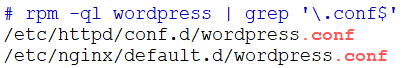 # rpm -ql wordpress | grep '\.conf$'
/etc/httpd/conf.d/wordpress.conf
/etc/nginx/default.d/wordpress.conf